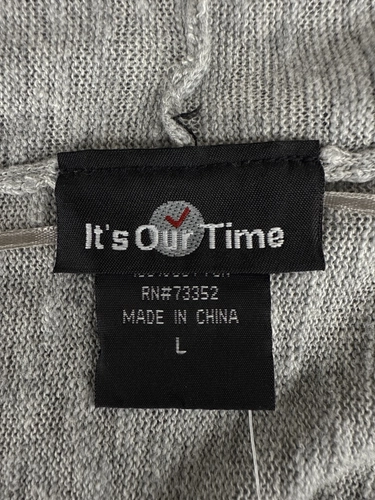 It's Our Time
RN#73352
MADE IN CHINA
L